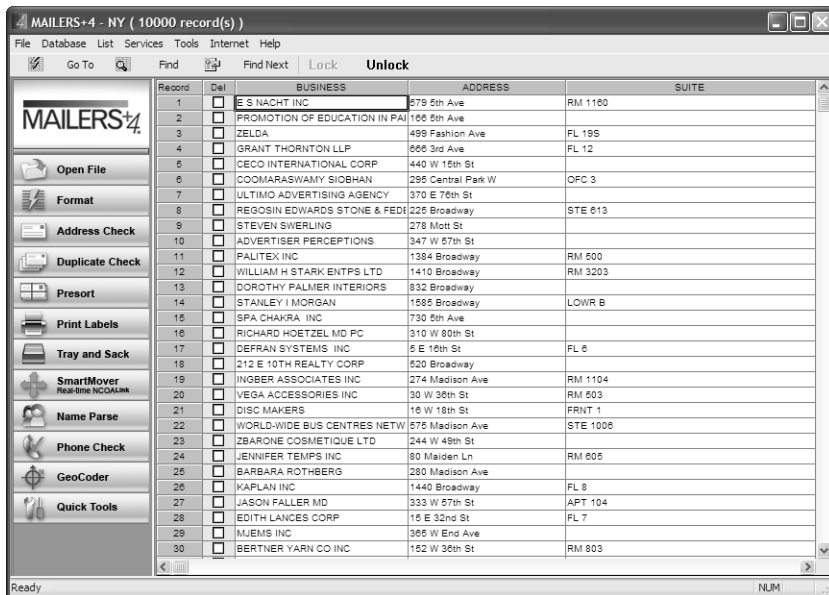 MAILERS+4 - NY ( 10000 record(s) )
File Database List Services Tools Internet Help
Go To Find Find Next Lock Unlock
MAILERS+4
Open File
Format
Address Check
Duplicate Check
Presort
Print Labels
Tray and Sack
SmartMover
Real-time NCOALink
Name Parse
Phone Check
GeoCoder
Quick Tools
Record Del BUSINESS ADDRESS SUITE
1 E S NACHT INC 579 5th Ave RM 1160
2 PROMOTION OF EDUCATION IN PAI 166 5th Ave
3 ZELDA 499 Fashion Ave FL 19S
4 GRANT THORNTON LLP 666 3rd Ave FL 12
5 CECO INTERNATIONAL CORP 440 W 15th St
6 COOMARASWAMY SIOBHAN 295 Central Park W OFC 3
7 ULTIMO ADVERTISING AGENCY 370 E 76th St
8 REGOSIN EDWARDS STONE & FEDE 225 Broadway STE 613
9 STEVEN SWERLING 278 Mott St
10 ADVERTISER PERCEPTIONS 347 W 57th St
11 PALITEX INC 1384 Broadway RM 500
12 WILLIAM H STARK ENTPS LTD 1410 Broadway RM 3203
13 DOROTHY PALMER INTERIORS 832 Broadway
14 STANLEY I MORGAN 1585 Broadway LOWR B
15 SPA CHAKRA INC 730 5th Ave
16 RICHARD HOETZEL MD PC 310 W 80th St
17 DEFRAN SYSTEMS INC 5 E 16th St FL 6
18 212 E 10TH REALTY CORP 520 Broadway
19 INGBER ASSOCIATES INC 274 Madison Ave RM 1104
20 VEGA ACCESSORIES INC 30 W 36th St RM 503
21 DISC MAKERS 16 W 18th St FRNT 1
22 WORLD-WIDE BUS CENTRES NETW 575 Madison Ave STE 1006
23 ZBARONE COSMETIQUE LTD 244 W 49th St
24 JENNIFER TEMPS INC 80 Maiden Ln RM 605
25 BARBARA ROTHBERG 280 Madison Ave
26 KAPLAN INC 1440 Broadway FL 8
27 JASON FALLER MD 333 W 57th St APT 104
28 EDITH LANCES CORP 15 E 32nd St FL 7
29 MJEMS INC 365 W End Ave
30 BERTNER YARN CO INC 152 W 36th St RM 803
Ready NUM